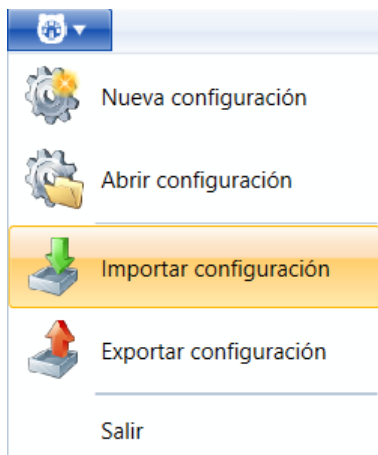 Nueva configuración
Abrir configuración
Importar configuración
Exportar configuración
Salir